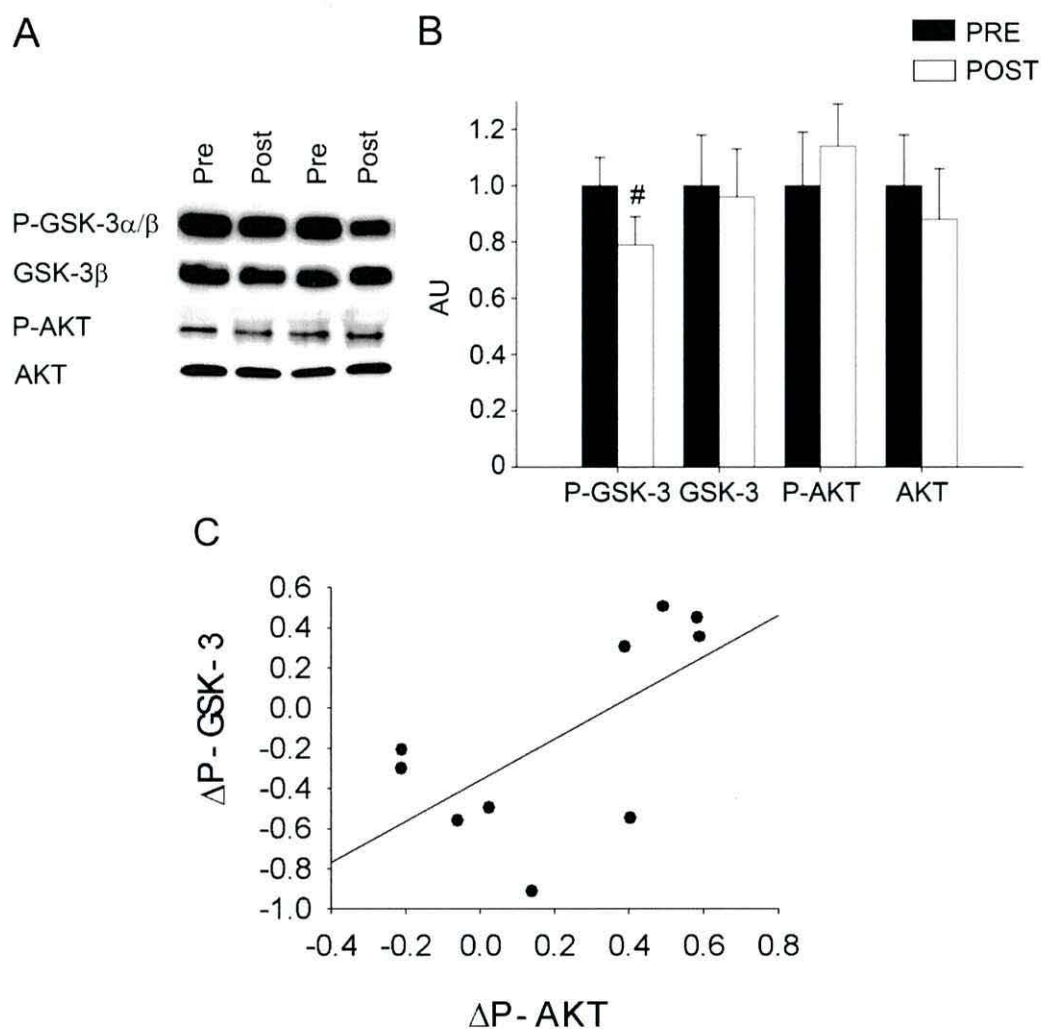 A
Pre Post Pre Post
P-GSK-3α/β
GSK-3β
P-AKT
AKT
B
PRE
POST
1.2
1.0
0.8
0.6
0.4
0.2
0
AU
#
P-GSK-3 GSK-3 P-AKT AKT
C
0.6
0.4
0.2
0.0
-0.2
-0.4
-0.6
-0.8
-1.0
ΔP-GSK-3
-0.4 -0.2 0.0 0.2 0.4 0.6 0.8
ΔP-AKT